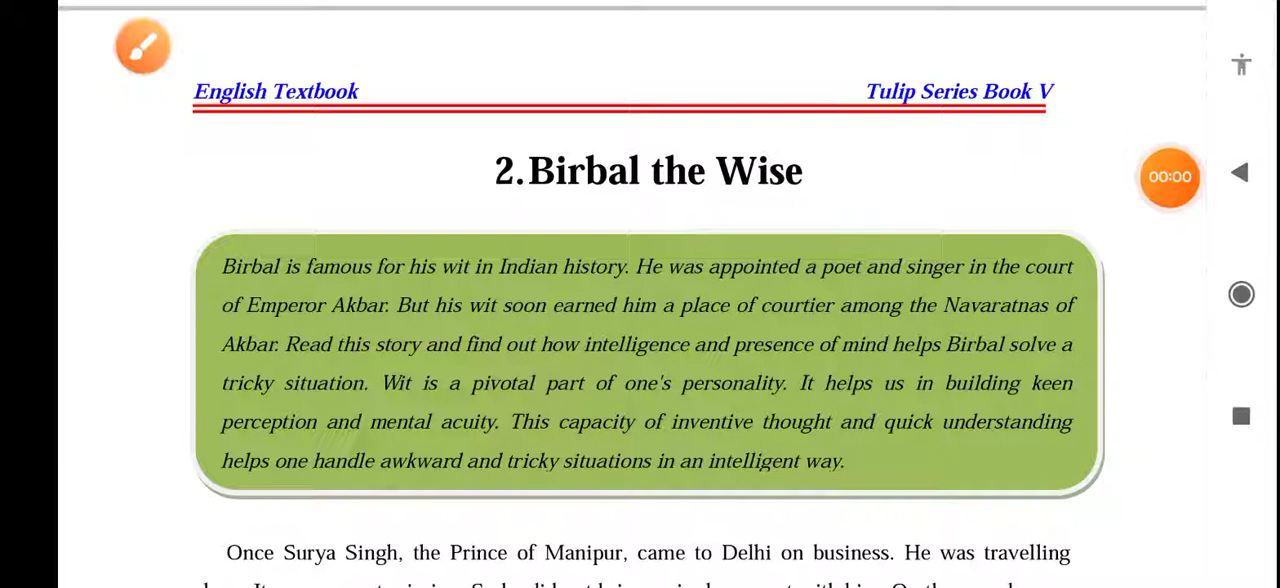 English Textbook Tulip Series Book V
2. Birbal the Wise
00:00
Birbal is famous for his wit in Indian history. He was appointed a poet and singer in the court
of Emperor Akbar. But his wit soon earned him a place of courtier among the Navaratnas of
Akbar. Read this story and find out how intelligence and presence of mind helps Birbal solve a
tricky situation. Wit is a pivotal part of one's personality. It helps us in building keen
perception and mental acuity. This capacity of inventive thought and quick understanding
helps one handle awkward and tricky situations in an intelligent way.
Once Surya Singh, the Prince of Manipur, came to Delhi on business. He was travelling